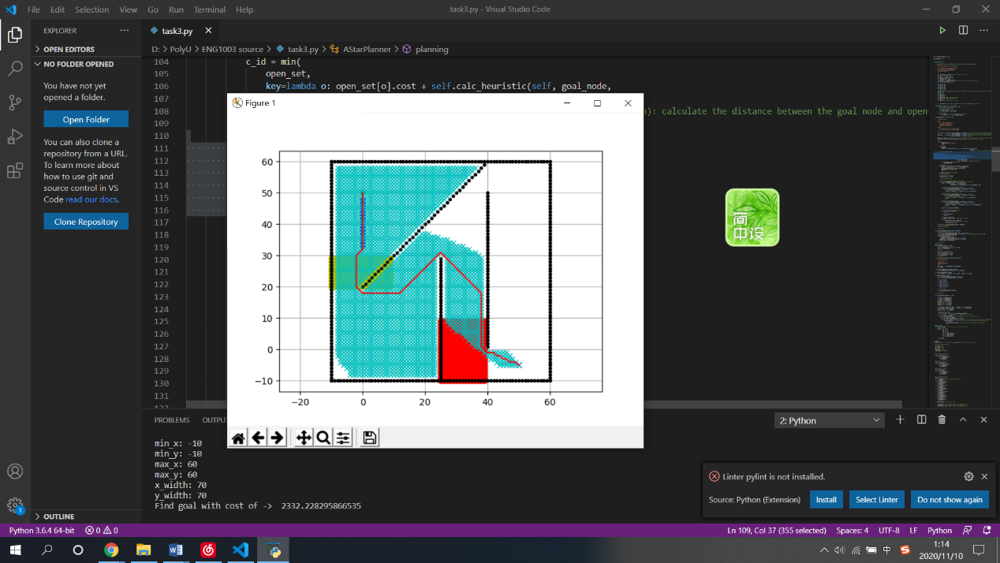 File Edit Selection View Go Run Terminal Help
task3.py - Visual Studio Code
EXPLORER
task3.py
OPEN EDITORS
D: > PolyU > ENG1003 source > task3.py > AStarPlanner > planning
NO FOLDER OPENED
You have not yet
opened a folder.
Open Folder
You can also clone a
repository from a URL.
To learn more about
how to use git and
source control in VS
Code read our docs.
Clone Repository
OUTLINE
104 c_id = min(
105 open_set,
106 key=lambda o: open_set[o].cost + self.calc_heuristic(self, goal_node,
107
108 ): calculate the distance between the goal node and open
109
110
111
112
113
114
115
116
117
118
119
120
121
122
123
124
125
126
127
128
129
130
131
Figure 1
60
50
40
30
20
10
0
−10
−20 0 20 40 60
简
中 设
PROBLEMS OUTPU
2: Python
min_x: -10
min_y: -10
max_x: 60
max_y: 60
x_width: 70
y_width: 70
Find goal with cost of -> 2332.228295866535
Linter pylint is not installed.
Source: Python (Extension)
Install
Select Linter
Do not show again
1
Python 3.6.4 64-bit 0 0
Ln 109, Col 37 (355 selected) Spaces: 4 UTF-8 LF Python
中
1:14
2020/11/10